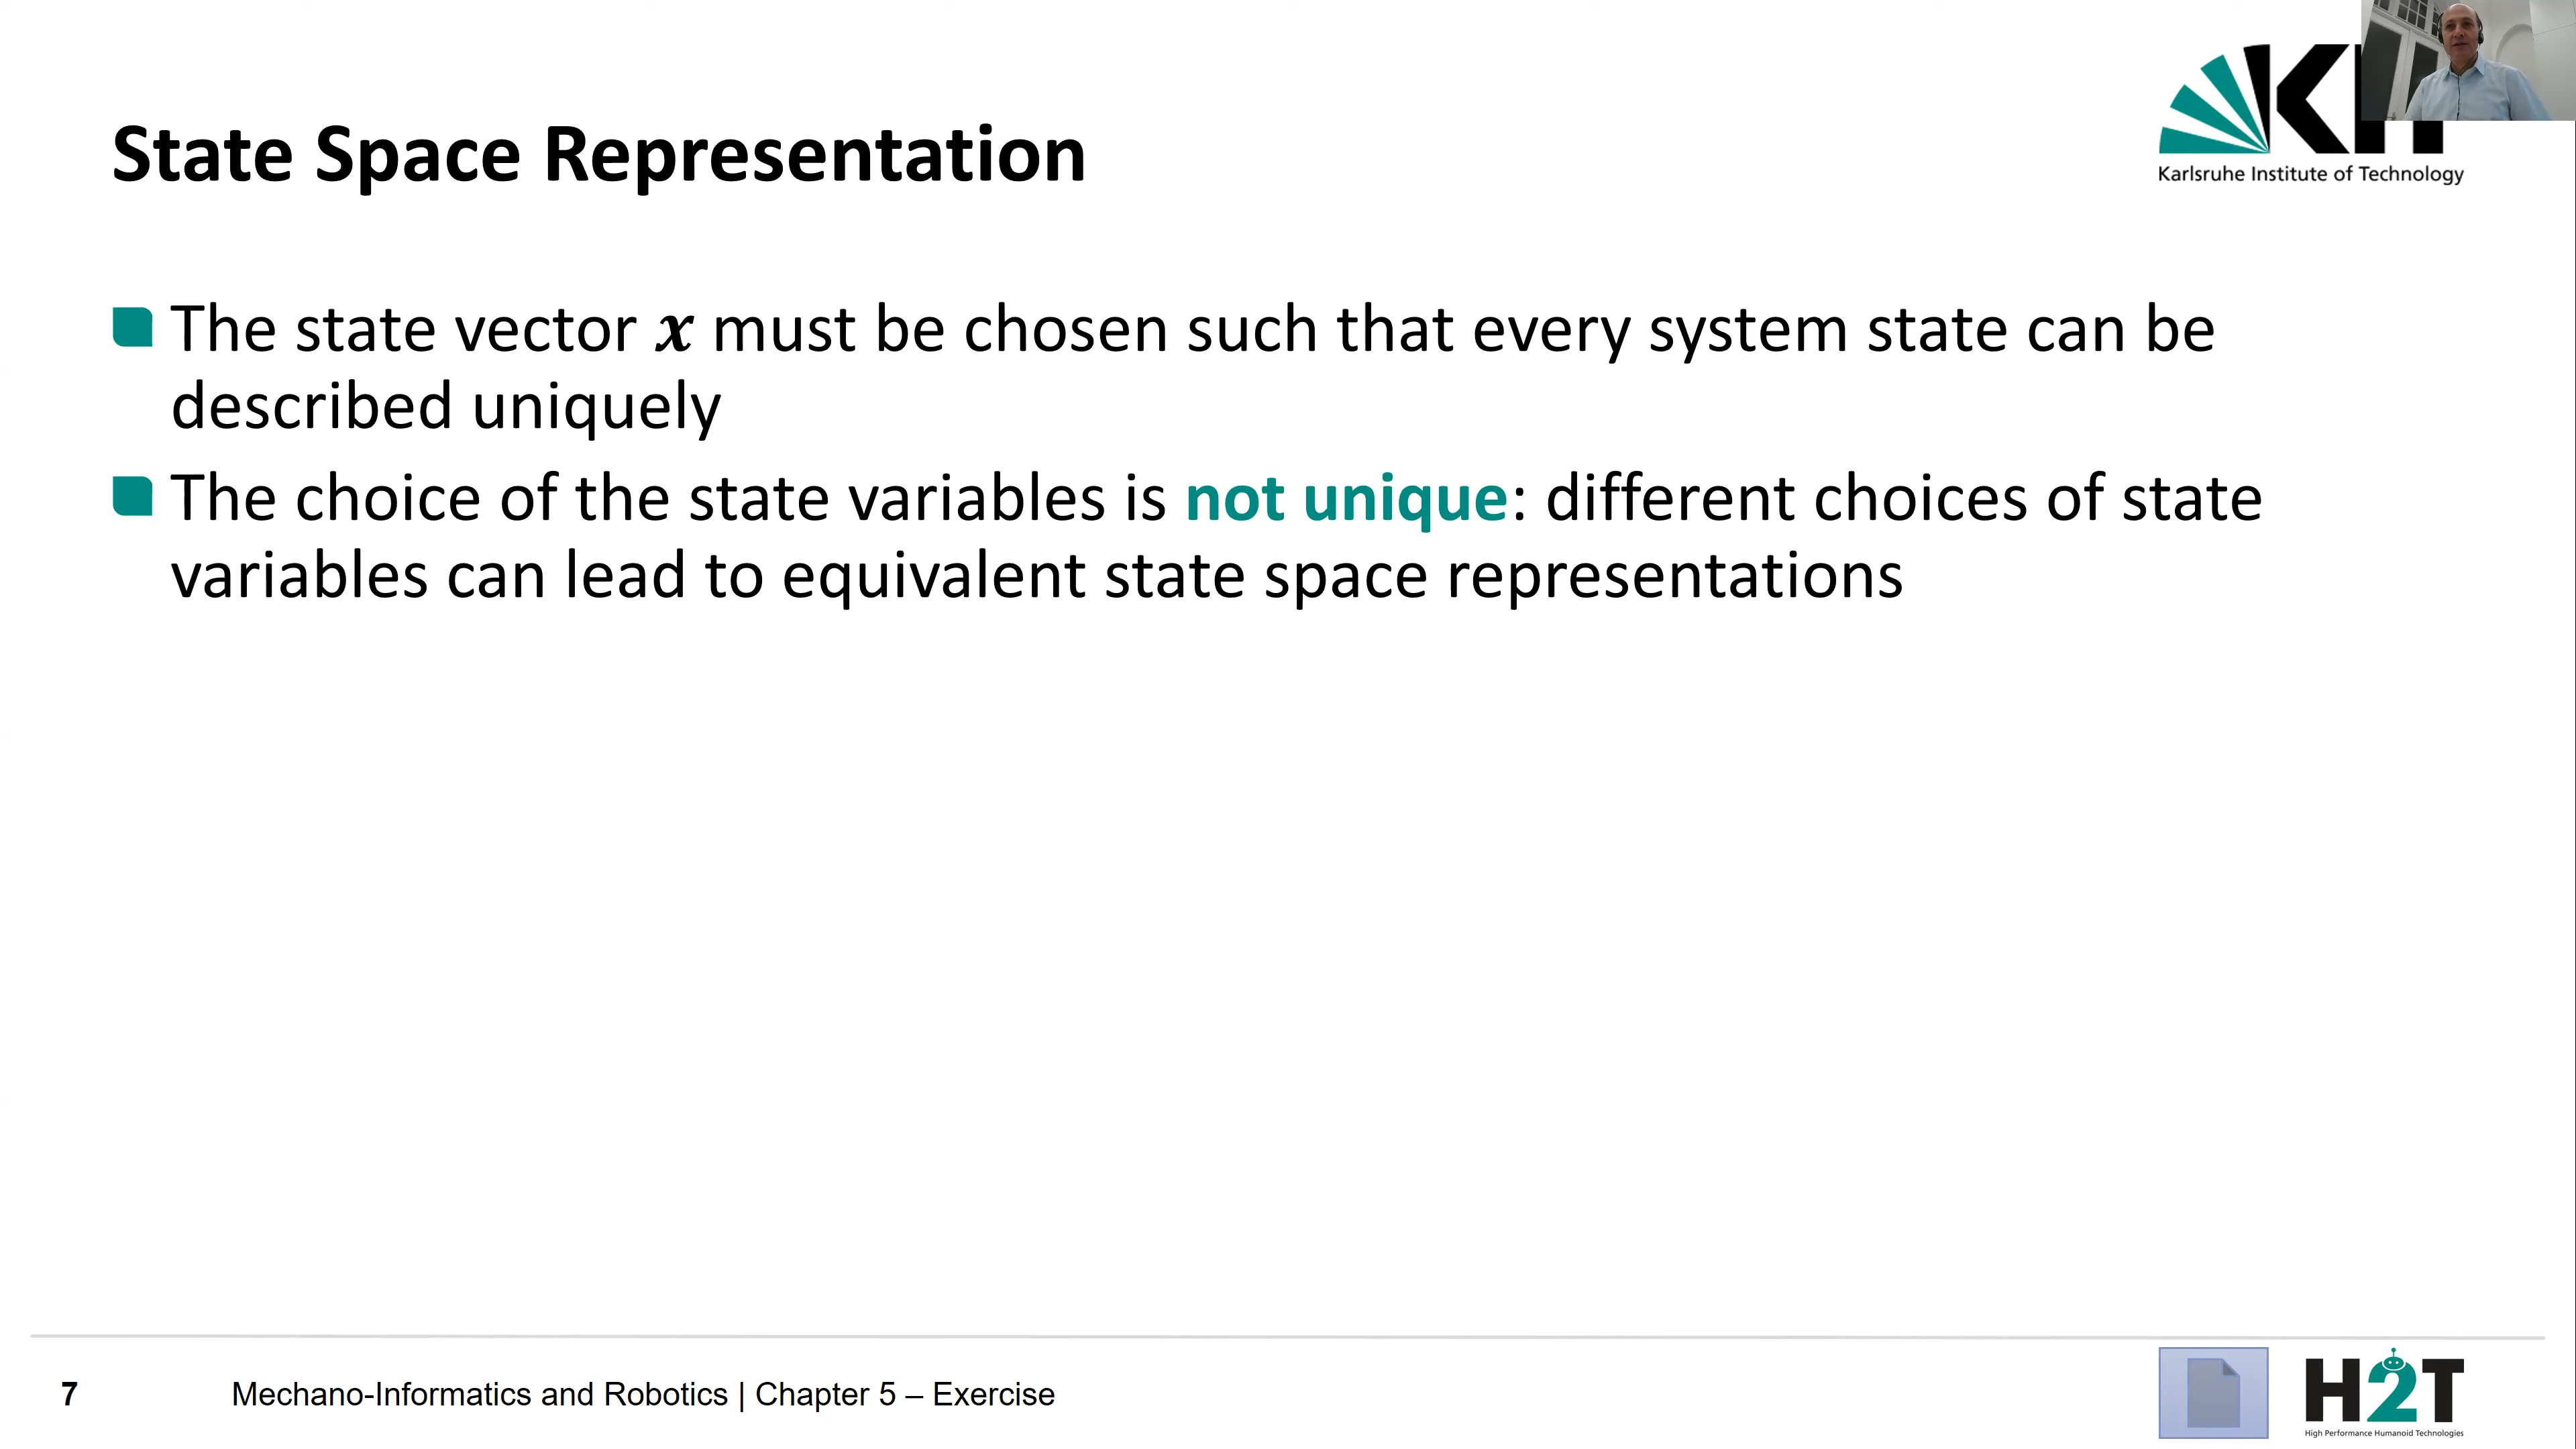 State Space Representation
Karlsruhe Institute of Technology
The state vector x must be chosen such that every system state can be
described uniquely
The choice of the state variables is not unique: different choices of state
variables can lead to equivalent state space representations
7
Mechano-Informatics and Robotics | Chapter 5 – Exercise
H2T
High Performance Humanoid Technologies